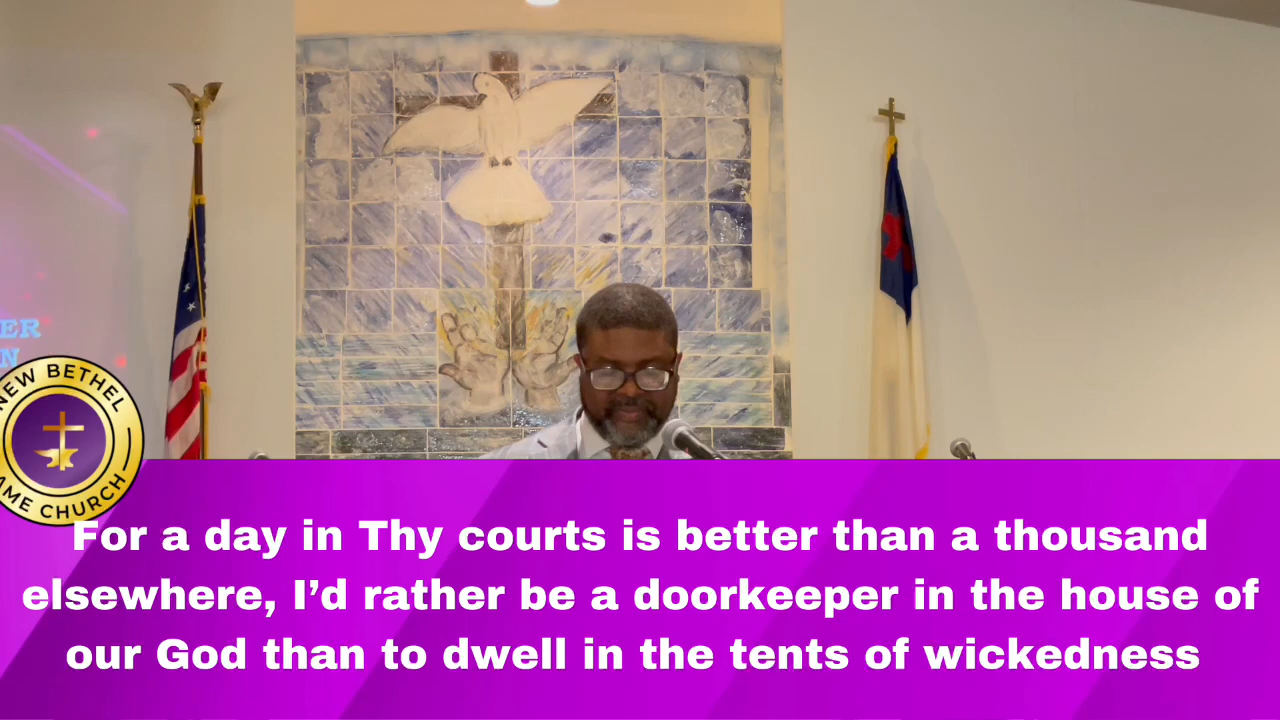 ER
N
NEW BETHEL
AME CHURCH
For a day in Thy courts is better than a thousand
elsewhere, I’d rather be a doorkeeper in the house of
our God than to dwell in the tents of wickedness